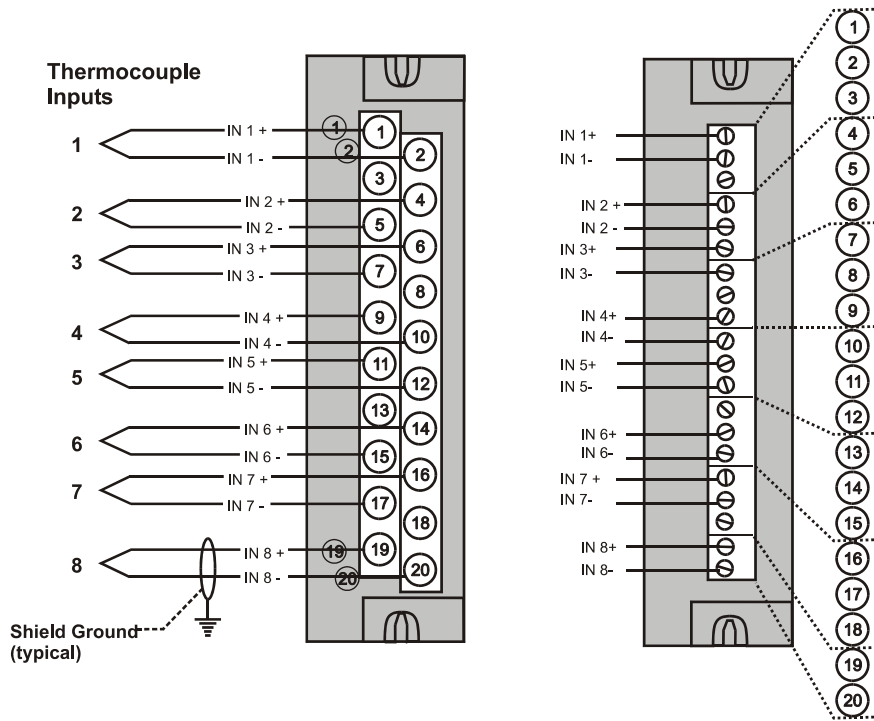 Thermocouple
Inputs
1
IN 1 +
1
1
IN 1 -
2
2
3
2
IN 2 +
4
IN 2 -
5
3
IN 3 +
6
IN 3 -
7
8
4
IN 4 +
9
IN 4 -
10
5
IN 5 +
11
IN 5 -
12
13
6
IN 6 +
14
IN 6 -
15
7
IN 7 +
16
IN 7 -
17
18
8
IN 8 +
19
19
IN 8 -
20
20
Shield Ground
(typical)
IN 1+
IN 1-
IN 2 +
IN 2 -
IN 3+
IN 3-
IN 4+
IN 4-
IN 5+
IN 5-
IN 6+
IN 6-
IN 7 +
IN 7-
IN 8+
IN 8-
1
2
3
4
5
6
7
8
9
10
11
12
13
14
15
16
17
18
19
20